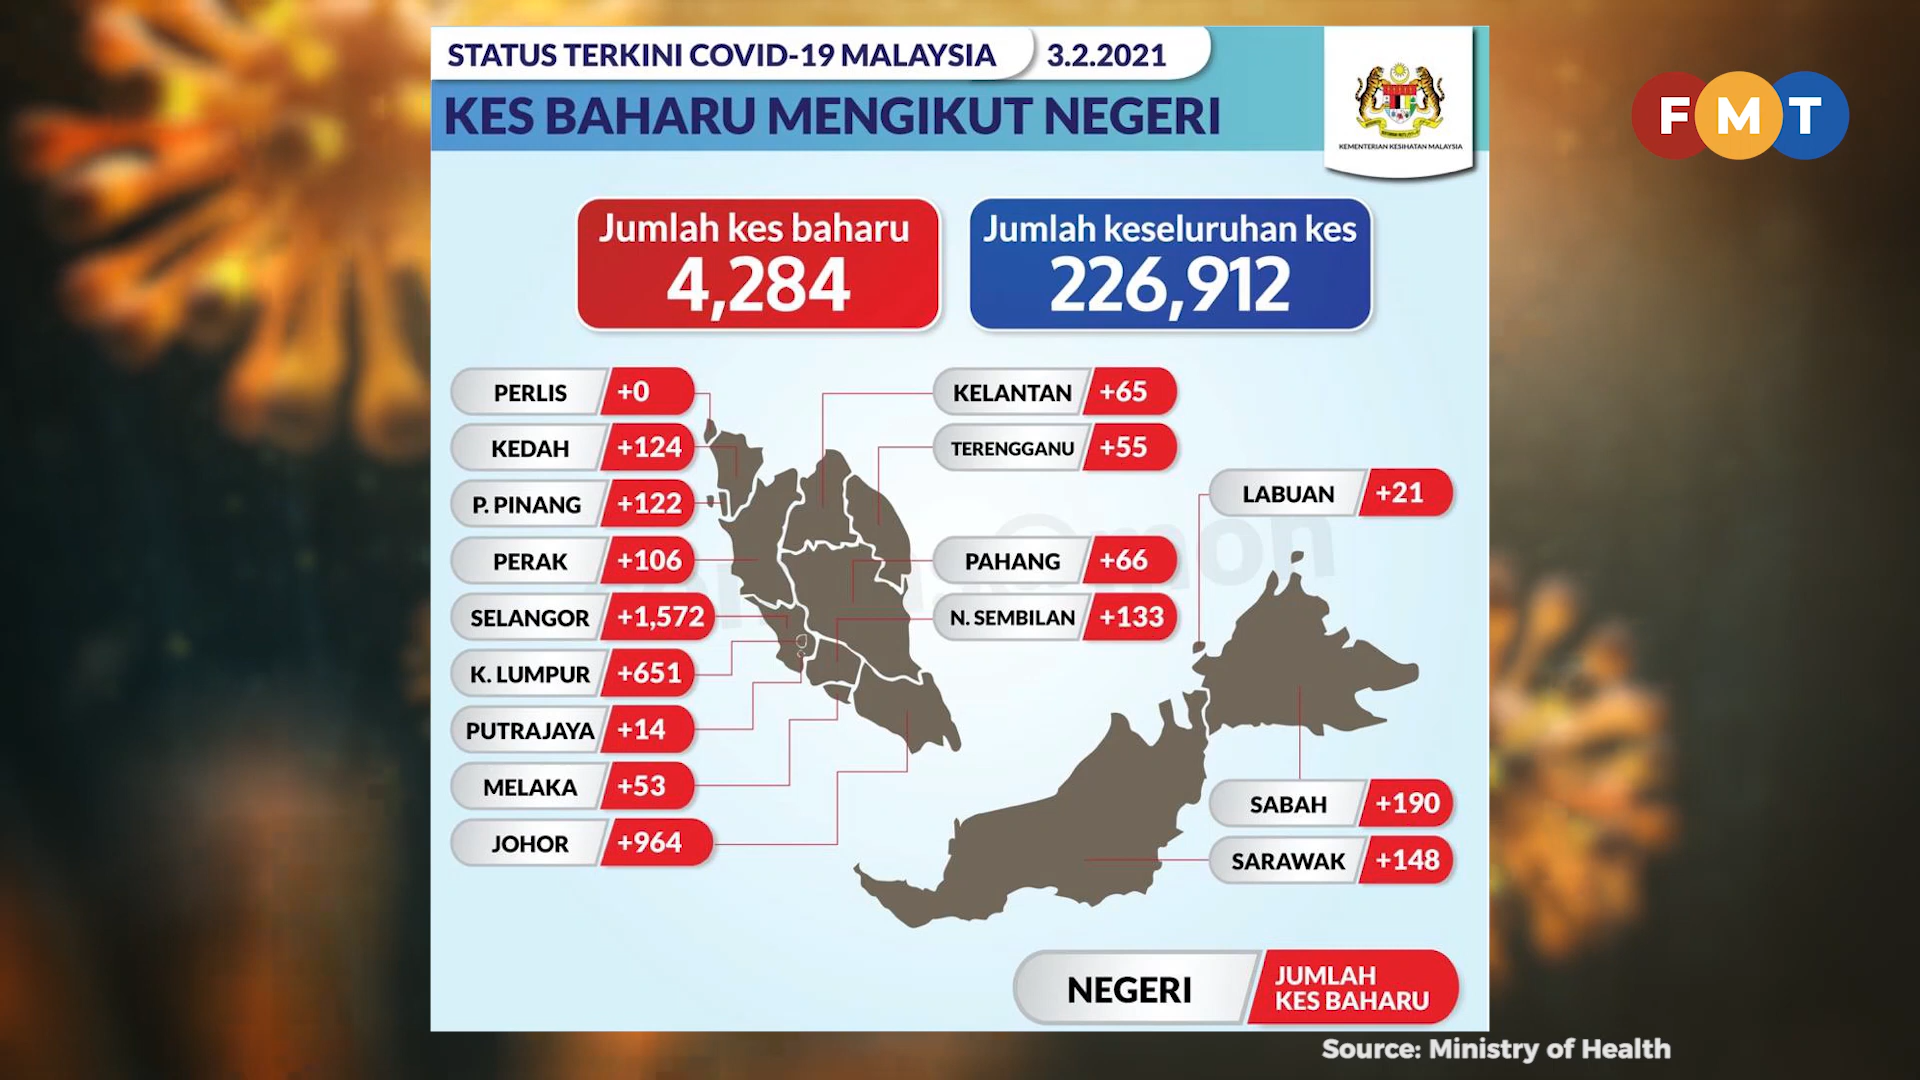 STATUS TERKINI COVID-19 MALAYSIA
3.2.2021
KES BAHARU MENGIKUT NEGERI
KEMENTERIAN KESIHATAN MALAYSIA
FMT
Jumlah kes baharu
4,284
Jumlah keseluruhan kes
226,912
PERLIS +0
KEDAH +124
P. PINANG +122
PERAK +106
SELANGOR +1,572
K. LUMPUR +651
PUTRAJAYA +14
MELAKA +53
JOHOR +964
KELANTAN +65
TERENGGANU +55
PAHANG +66
N. SEMBILAN +133
LABUAN +21
SABAH +190
SARAWAK +148
NEGERI
JUMLAH
KES BAHARU
Source: Ministry of Health